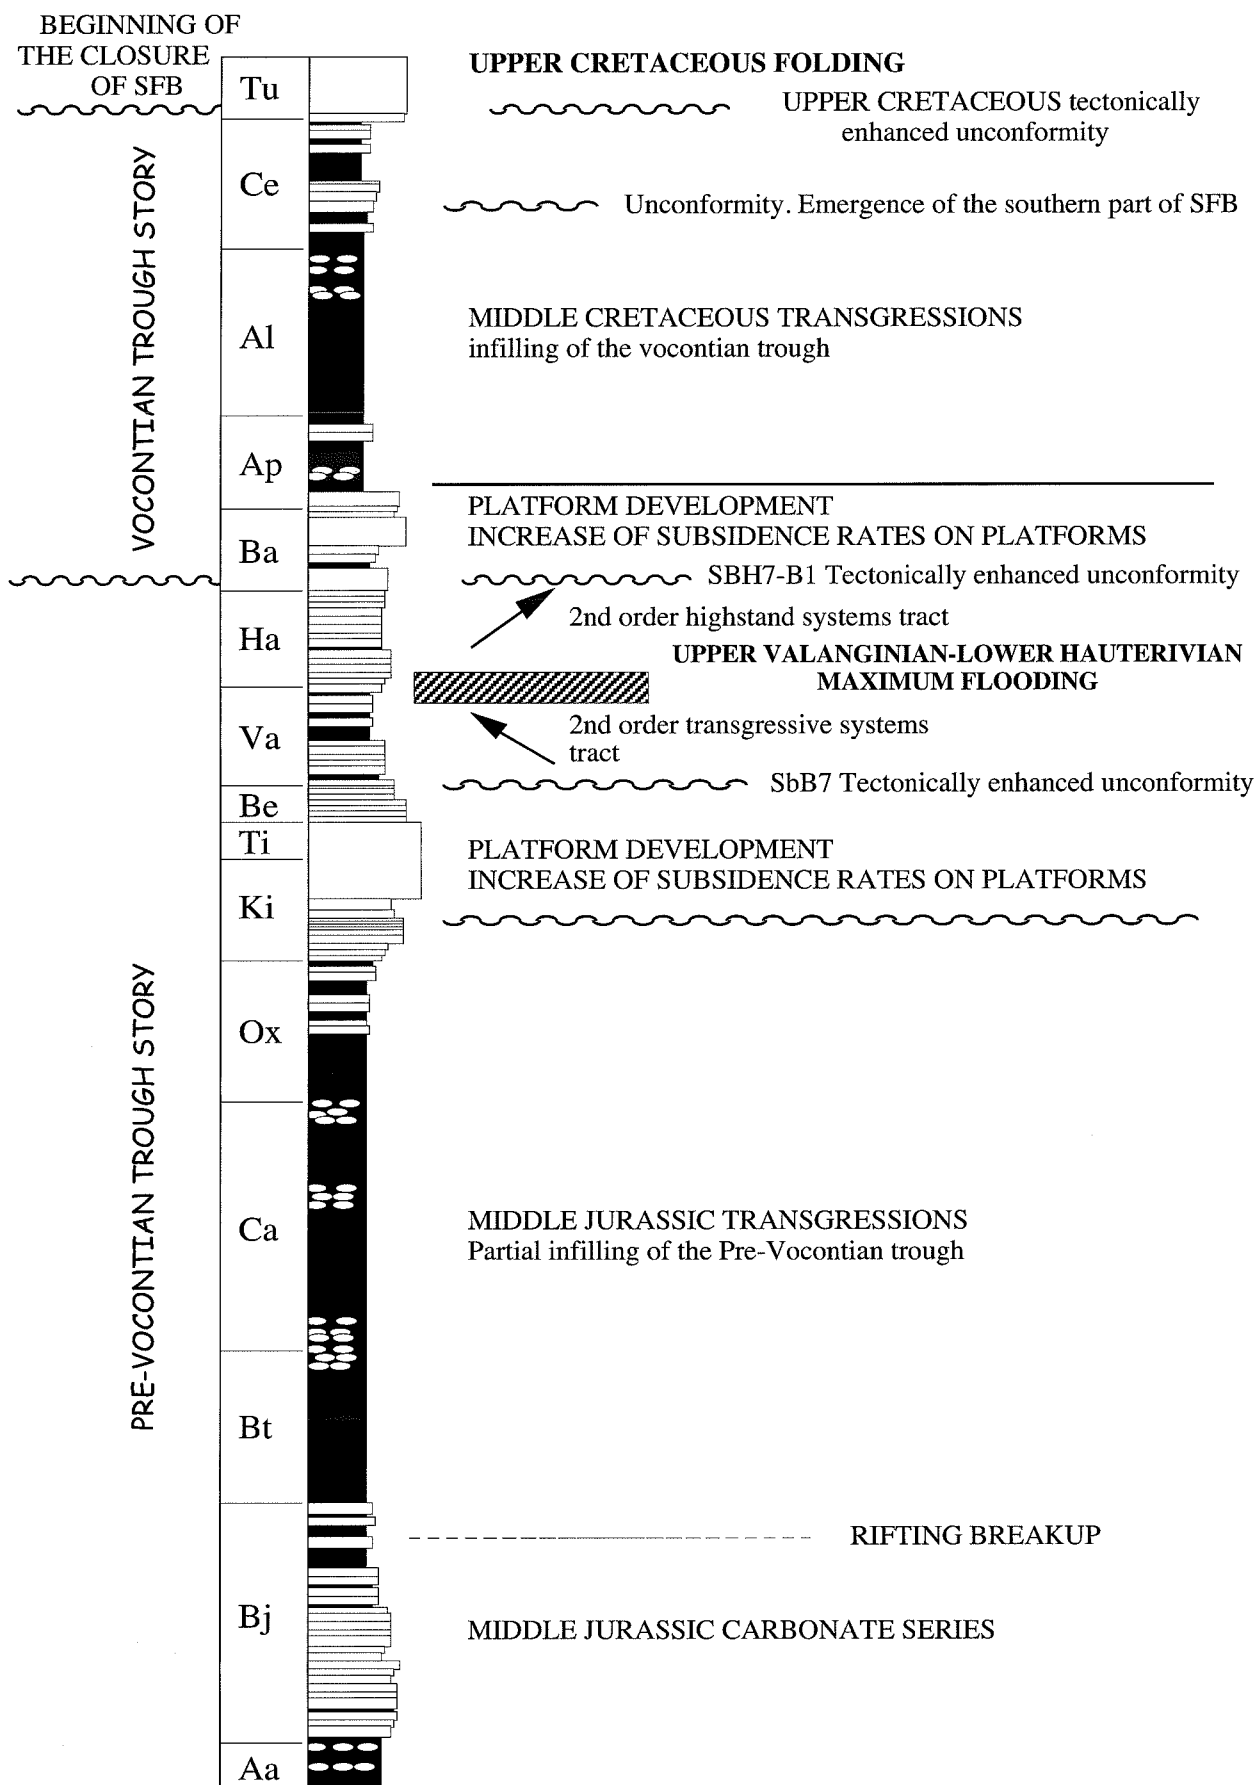 BEGINNING OF
THE CLOSURE
OF SFB
Tu
UPPER CRETACEOUS FOLDING
UPPER CRETACEOUS tectonically
enhanced unconformity
VOCONTIAN TROUGH STORY
Ce
Unconformity. Emergence of the southern part of SFB
Al
MIDDLE CRETACEOUS TRANSGRESSIONS
infilling of the vocontian trough
Ap
PLATFORM DEVELOPMENT
INCREASE OF SUBSIDENCE RATES ON PLATFORMS
Ba
SBH7-B1 Tectonically enhanced unconformity
2nd order highstand systems tract
Ha
UPPER VALANGINIAN-LOWER HAUTERIVIAN
MAXIMUM FLOODING
Va
2nd order transgressive systems
tract
SbB7 Tectonically enhanced unconformity
Be
Ti
PLATFORM DEVELOPMENT
INCREASE OF SUBSIDENCE RATES ON PLATFORMS
Ki
PRE-VOCONTIAN TROUGH STORY
Ox
Ca
MIDDLE JURASSIC TRANSGRESSIONS
Partial infilling of the Pre-Vocontian trough
Bt
RIFTING BREAKUP
Bj
MIDDLE JURASSIC CARBONATE SERIES
Aa